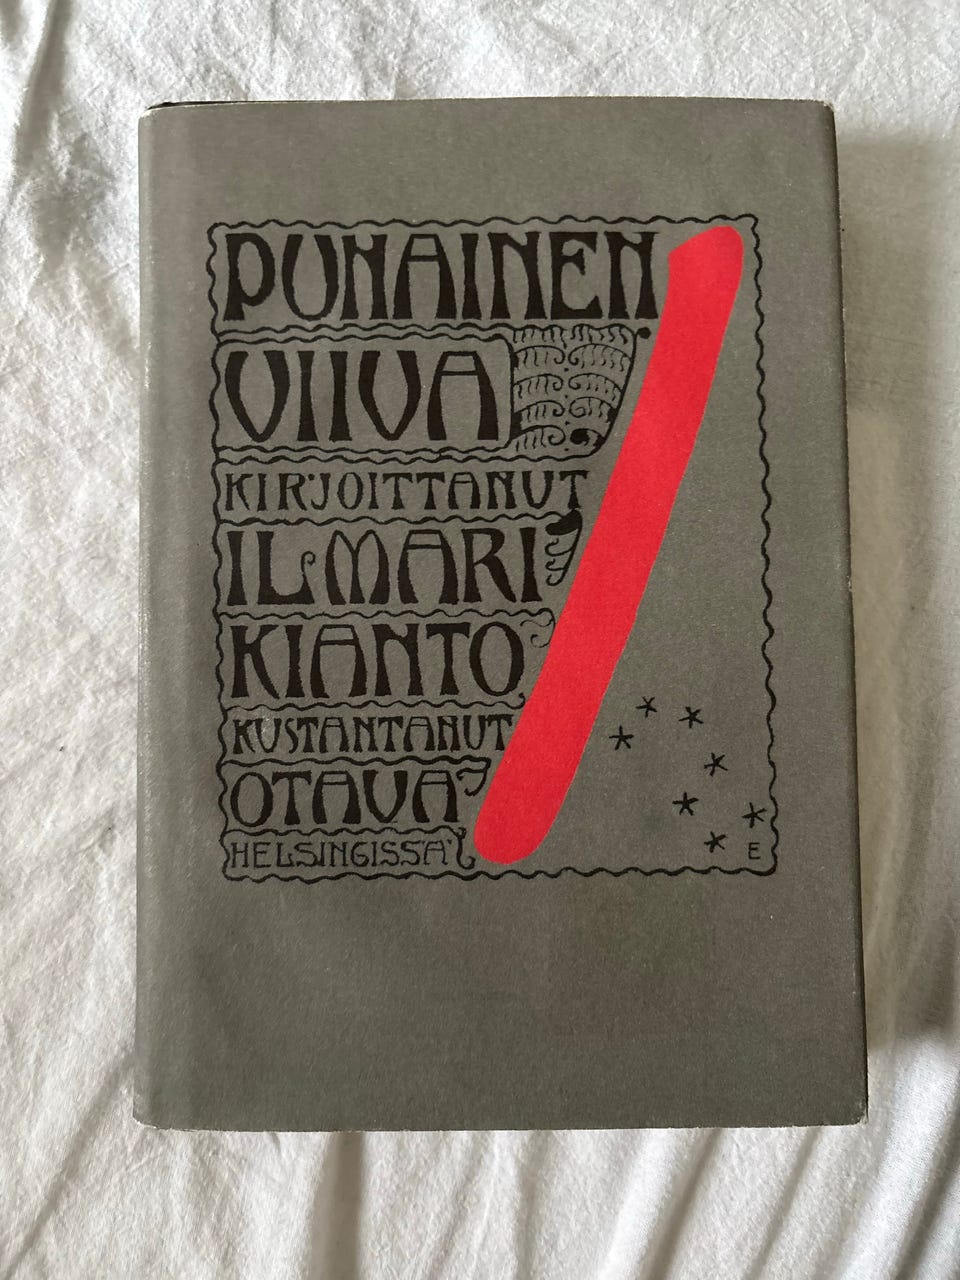 PUNAINEN
VIIVA
KIRJOITTANUT
ILMARI
KIANTO,
KUSTANTANUT
OTAVA
HELSINGISSÄ
E